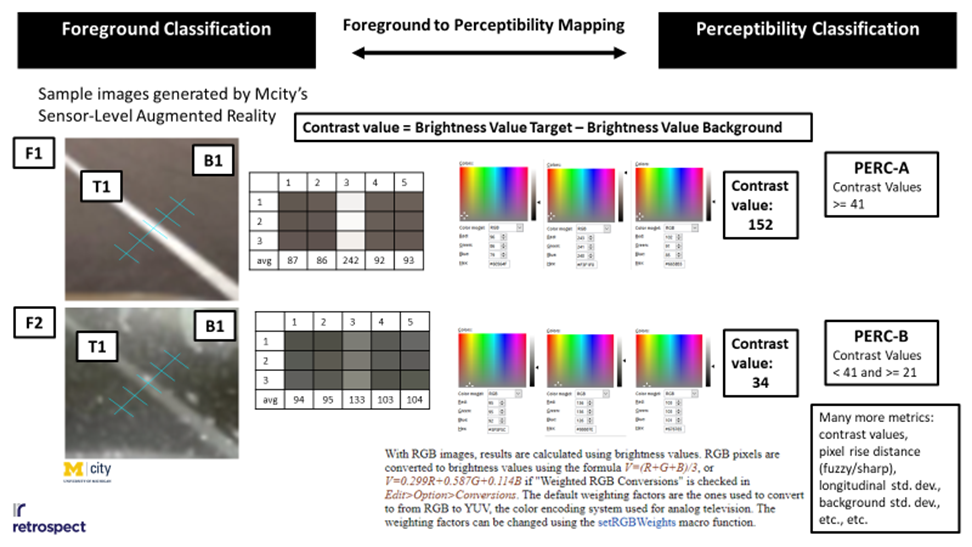 Foreground Classification
Foreground to Perceptibility Mapping
Perceptibility Classification
Sample images generated by Mcity's
Sensor-Level Augmented Reality
Contrast value = Brightness Value Target – Brightness Value Background
F1
T1
B1
1 2 3 4 5
1
2
3
avg 87 86 242 92 93
Contrast
value:
152
PERC-A
Contrast Values
>= 41
F2
T1
B1
1 2 3 4 5
1
2
3
avg 94 95 133 103 104
Contrast
value:
34
PERC-B
Contrast Values
< 41 and >= 21
Many more metrics:
contrast values,
pixel rise distance
(fuzzy/sharp),
longitudinal std. dev.,
background std. dev.,
etc., etc.
With RGB images, results are calculated using brightness values. RGB pixels are
converted to brightness values using the formula V=(R+G+B)/3, or
V=0.299R+0.587G+0.114B if "Weighted RGB Conversions" is checked in
Edit>Option>Conversions. The default weighting factors are the ones used to convert
to from RGB to YUV, the color encoding system used for analog television. The
weighting factors can be changed using the setRGBWeights macro function.
M city
UNIVERSITY OF MICHIGAN
retrospect